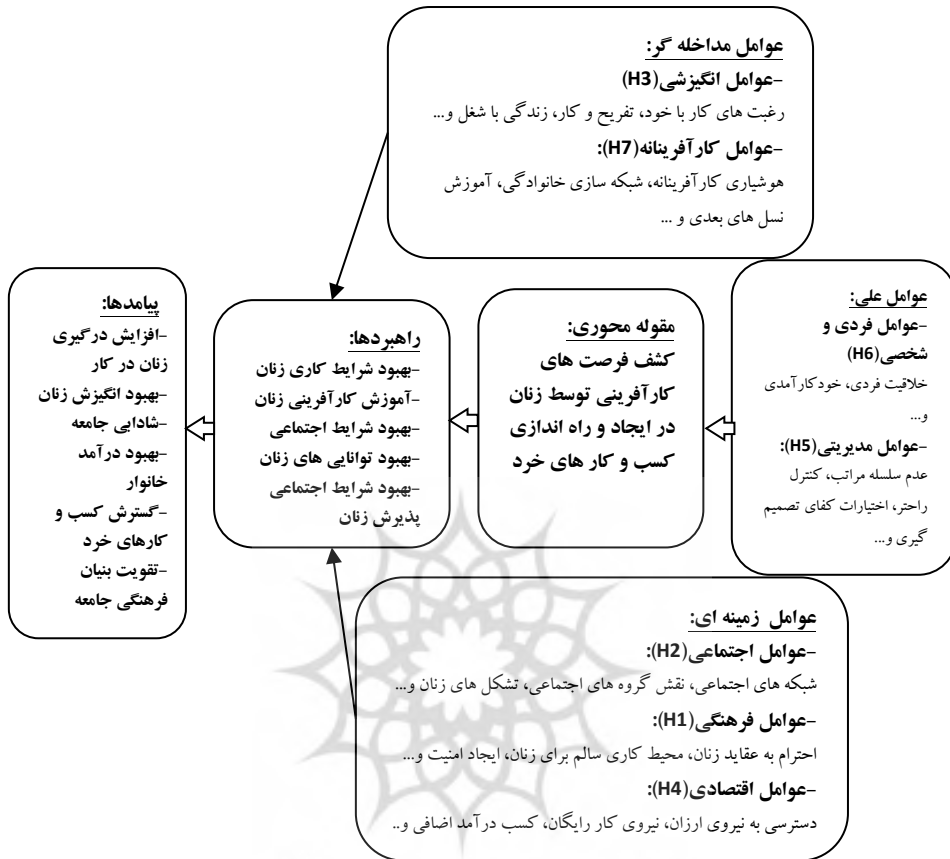 عوامل مداخله گر:
-عوامل انگیزشی(H3)
رغبت های کار با خود، تفریح و کار، زندگی با شغل و...
-عوامل کارآفرینانه(H7):
هوشیاری کارآفرینانه، شبکه سازی خانوادگی، آموزش
نسل های بعدی و ...
عوامل علی:
-عوامل فردی و
شخصی(H6)
خلاقیت فردی، خودکارآمدی
و...
-عوامل مدیریتی(H5):
عدم سلسله مراتب، کنترل
راحتر، اختیارات کفای تصمیم
گیری و...
مقوله محوری:
کشف فرصت های
کارآفرینی توسط زنان
در ایجاد و راه اندازی
کسب و کار های خرد
راهبردها:
-بهبود شرایط کاری زنان
-آموزش کارآفرینی زنان
-بهبود شرایط اجتماعی
-بهبود توانایی های زنان
-بهبود شرایط اجتماعی
پذیرش زنان
پیامدها:
-افزایش درگیری
زنان در کار
-بهبود انگیزش زنان
-شادابی جامعه
-بهبود درآمد
خانوار
-گسترش کسب و
کارهای خرد
-تقویت بنیان
فرهنگی جامعه
عوامل زمینه ای:
-عوامل اجتماعی(H2):
شبکه های اجتماعی، نقش گروه های اجتماعی، تشکل های زنان و...
-عوامل فرهنگی(H1):
احترام به عقاید زنان، محیط کاری سالم برای زنان، ایجاد امنیت و...
-عوامل اقتصادی(H4):
دسترسی به نیروی ارزان، نیروی کار رایگان، کسب درآمد اضافی و..